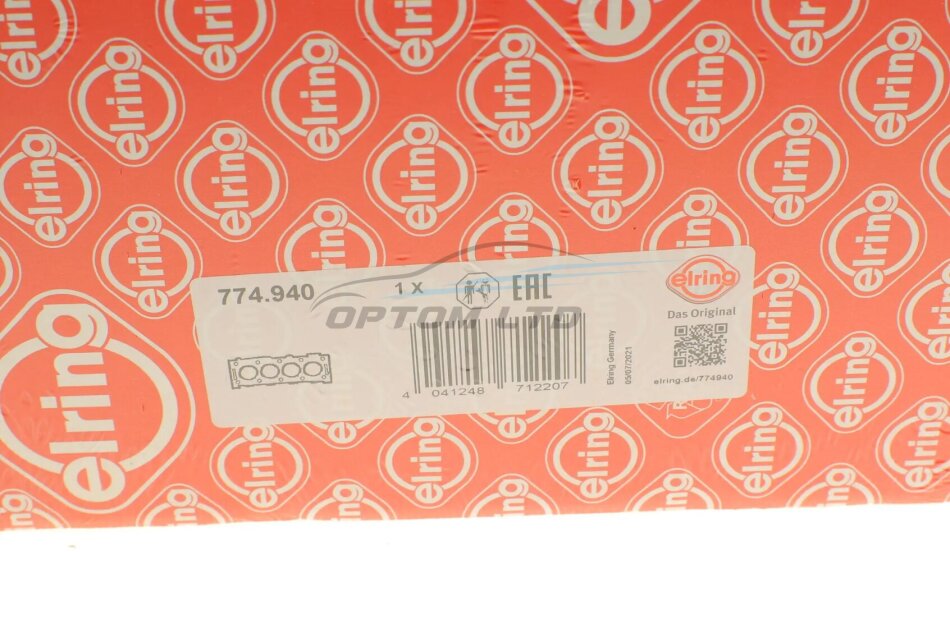 774.940
1 X
EAC
elring
Das Original
OPTOM LTD
4 041248 712207
Elring Germany
05/07/2021
elring.de/774940